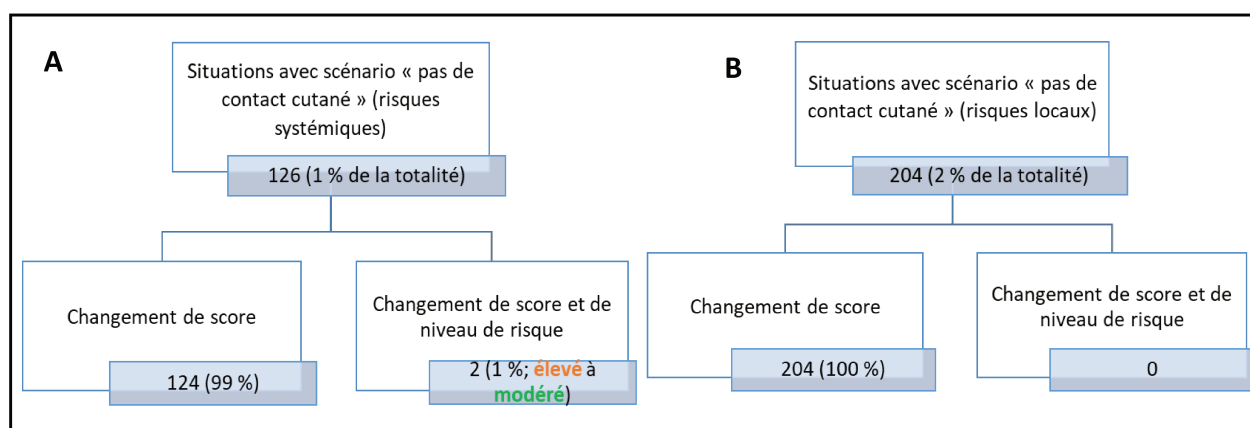 A
Situations avec scénario « pas de
contact cutané » (risques
systémiques)
126 (1 % de la totalité)
Changement de score
124 (99 %)
Changement de score et de
niveau de risque
2 (1 %; élevé à
modéré)
B
Situations avec scénario « pas de
contact cutané » (risques locaux)
204 (2 % de la totalité)
Changement de score
204 (100 %)
Changement de score et de
niveau de risque
0